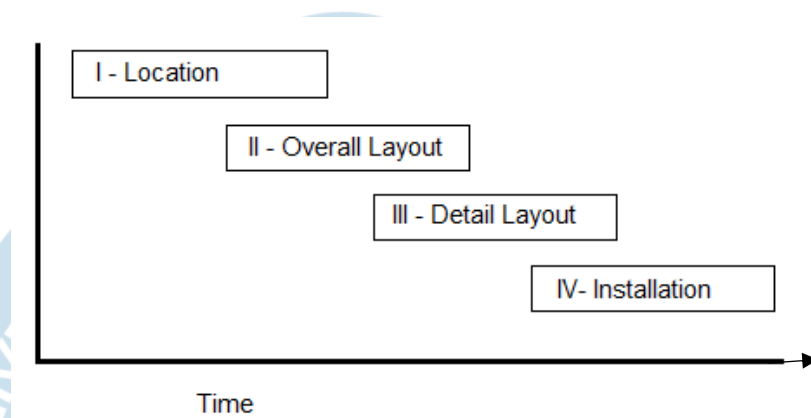 I - Location
II - Overall Layout
III - Detail Layout
IV- Installation
Time